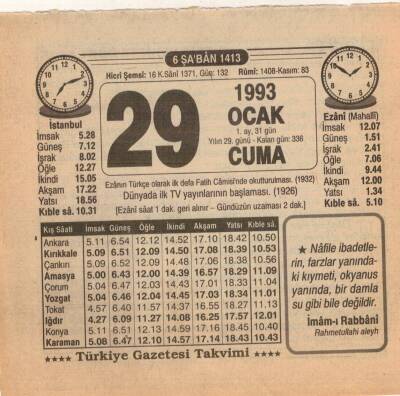 6 ŞA'BÂN 1413
Hicrî Şemsî: 16 K.Sânî 1371, Gün: 132
Rûmî: 1408-Kasım: 83
29
1993
OCAK
1. ay, 31 gün
Yılın 29. günü - Kalan gün: 336
CUMA
İstanbul
İmsak 5.28
Güneş 7.12
İşrak 8.02
Öğle 12.27
İkindi 15.05
Akşam 17.22
Yatsı 18.56
Kıble sâ. 10.31
Ezânî (Mahallî)
İmsak 12.07
Güneş 1.51
İşrak 2.41
Öğle 7.06
İkindi 9.44
Akşam 12.00
Yatsı 1.34
Kıble sâ. 5.10
Ezânın Türkçe olarak ilk defa Fatih Câmisi'nde okutturulması. (1932)
Dünyada ilk TV yayınlarının başlaması. (1926)
[Ezânî sâat 1 dak. geri alınır – Gündüzün uzaması 2 dak.]
Kış Sâati İmsak Güneş Öğle İkindi Akşam Yatsı Kıble sâ.
Ankara 5.11 6.54 12.12 14.52 17.10 18.42 10.50
Kırıkkale 5.09 6.51 12.09 14.50 17.08 18.39 10.53
Çankırı 5.09 6.52 12.09 14.48 17.06 18.38 10.56
Amasya 5.00 6.43 12.00 14.39 16.57 18.29 11.09
Çorum 5.04 6.47 12.03 14.43 17.01 18.33 11.01
Yozgat 5.04 6.46 12.04 14.45 17.03 18.34 11.01
Tokat 4.57 6.40 11.57 14.37 16.55 18.27 11.13
Iğdır 4.27 6.09 11.27 14.08 16.25 17.57 12.01
Konya 5.11 6.51 12.13 14.59 17.16 18.45 10.40
Karaman 5.08 6.47 12.10 14.57 17.14 18.43 10.43
★ Nâfile ibadetle-
rin, farzlar yanında-
ki kıymeti, okyanus
yanında, bir damla
su gibi bile değildir.
İmâm-ı Rabbânî
Rahmetullahi aleyh
★★★★ Türkiye Gazetesi Takvimi ★★★★